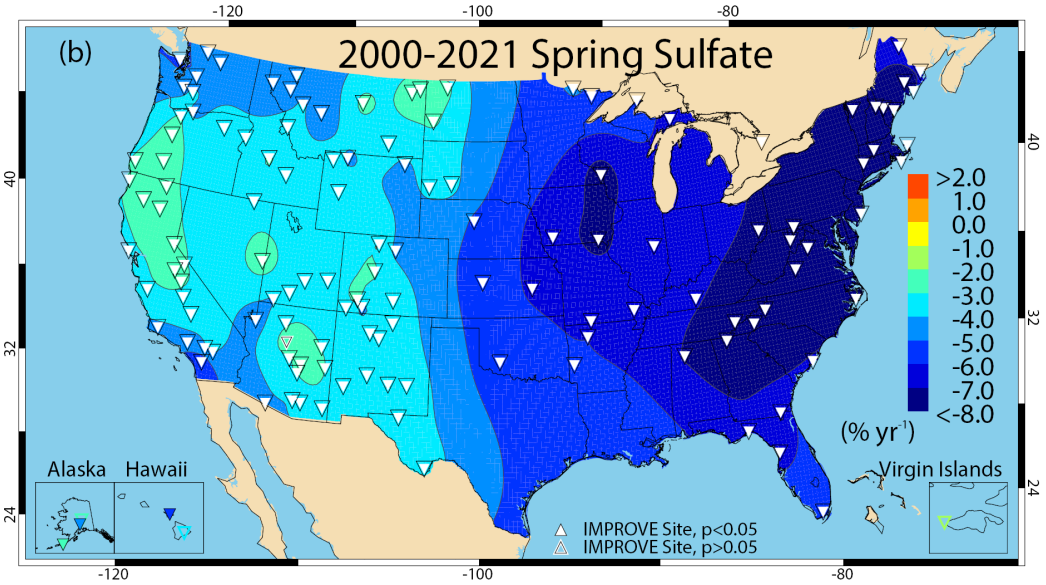 -120 -100 -80
(b) 2000-2021 Spring Sulfate
40
32
24
40
32
24
>2.0
1.0
0.0
-1.0
-2.0
-3.0
-4.0
-5.0
-6.0
-7.0
<-8.0
(% yr-1)
Alaska Hawaii
Virgin Islands
IMPROVE Site, p<0.05
IMPROVE Site, p>0.05
-120 -100 -80